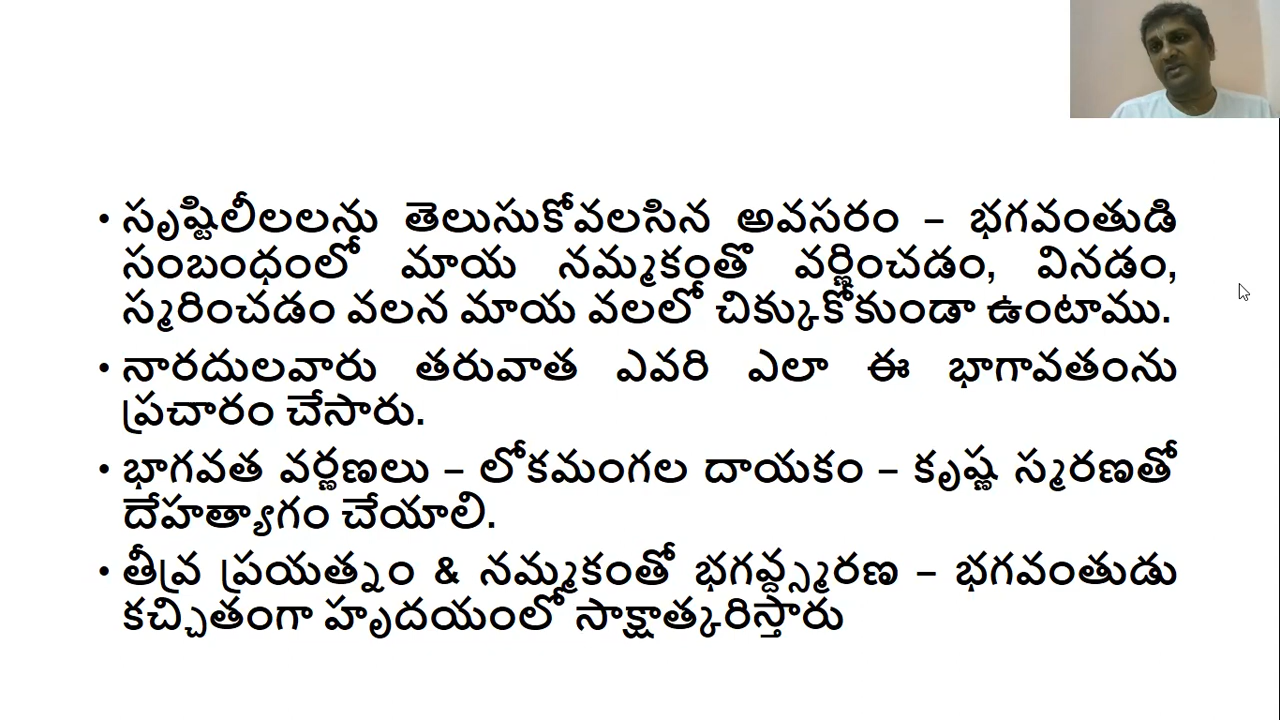 • సృష్టిలీలలను తెలుసుకోవలసిన అవసరం – భగవంతుడి
సంబంధంలో మాయ నమ్మకంతొ వర్ణించడం, వినడం,
స్మరించడం వలన మాయ వలలో చిక్కుకోకుండా ఉంటాము.
• నారదులవారు తరువాత ఎవరి ఎలా ఈ భాగావతంను
ప్రచారం చేసారు.
• భాగవత వర్ణణలు – లోకమంగల దాయకం – కృష్ణ స్మరణతో
దేహత్యాగం చేయాలి.
• తీవ్ర ప్రయత్నం & నమ్మకంతో భగవ్ద్స్మరణ – భగవంతుడు
కచ్చితంగా హృదయంలో సాక్షాత్కరిస్తారు